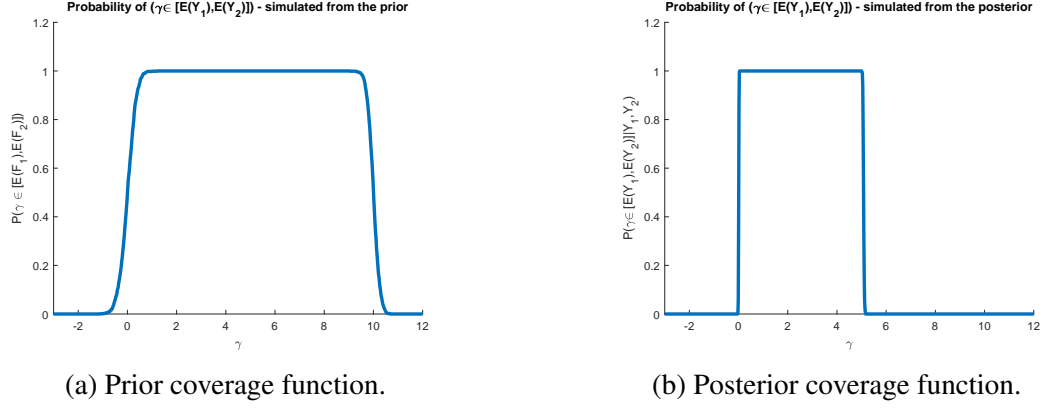 Probability of (γ∈ [E(Y₁),E(Y₂)]) - simulated from the prior
1.2
1
0.8
0.6
0.4
0.2
0
P(γ ∈ [E(F₁),E(F₂)])
-2 0 2 4 6 8 10 12
γ
(a) Prior coverage function.
Probability of (γ∈ [E(Y₁),E(Y₂)]) - simulated from the posterior
1.2
1
0.8
0.6
0.4
0.2
0
P(γ∈ [E(Y₁),E(Y₂)]|Y₁,Y₂)
-2 0 2 4 6 8 10 12
γ
(b) Posterior coverage function.